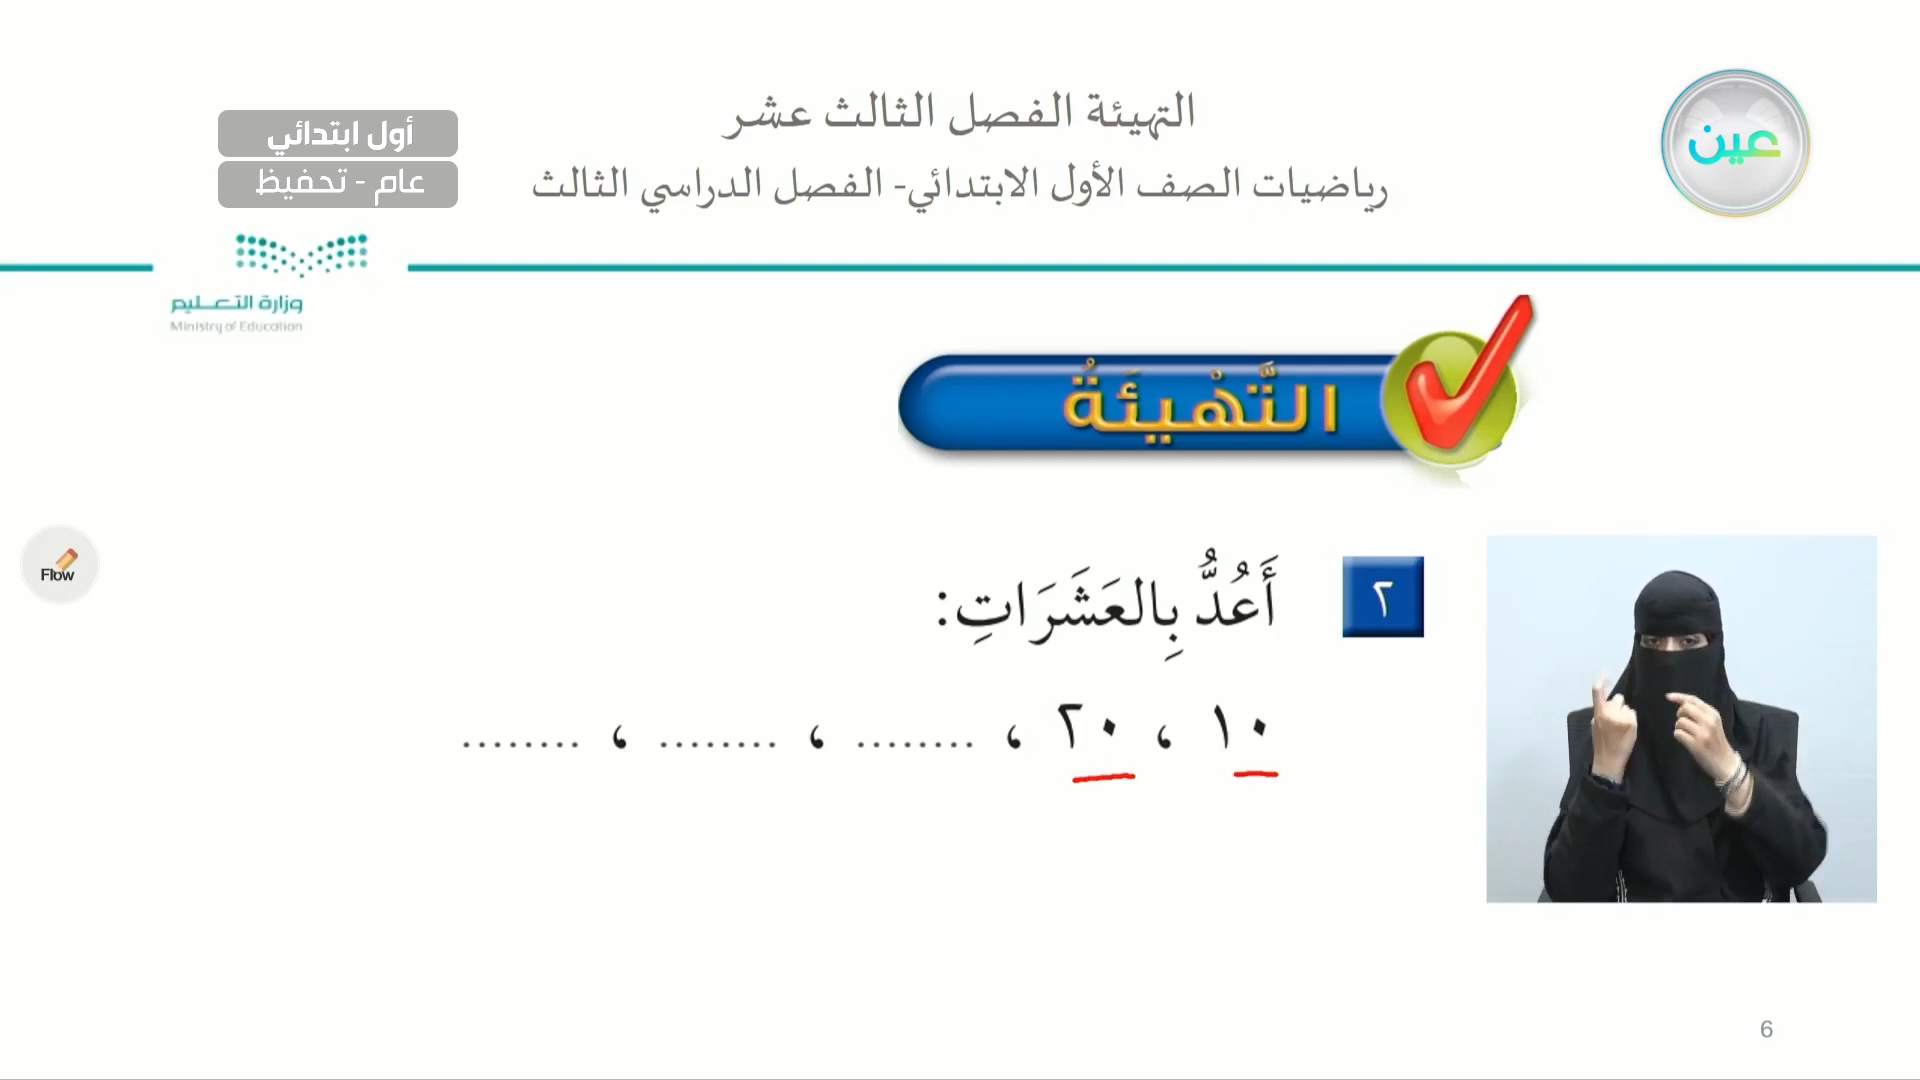 التهيئة الفصل الثالث عشر
رياضيات الصف الأول الابتدائي- الفصل الدراسي الثالث
عين
أول ابتدائي
عام - تحفيظ
وزارة التعليم
Ministry of Education
التَّهْيِئَةُ
Flow
٢ أَعُدُّ بِالعَشَرَاتِ:
١٠ ، ٢٠ ، ........ ، ........ ، ........
6